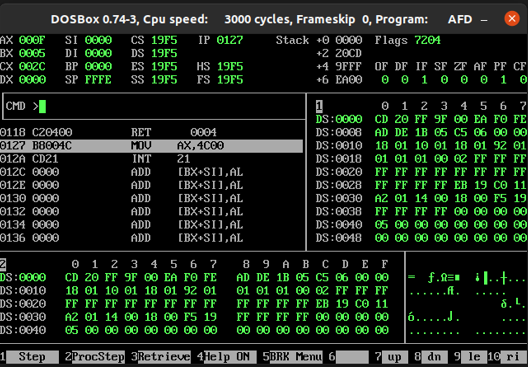 DOSBox 0.74-3, Cpu speed: 3000 cycles, Frameskip 0, Program: AFD
AX 000F SI 0000 CS 19F5 IP 0127 Stack +0 0000 Flags 7204
BX 0005 DI 0000 DS 19F5 +2 20CD
CX 002C BP 0000 ES 19F5 HS 19F5 +4 9FFF OF DF IF SF ZF AF PF CF
DX 0000 SP FFFE SS 19F5 FS 19F5 +6 EA00 0 0 1 0 0 0 1 0
CMD >
1 0 1 2 3 4 5 6 7
DS:0000 CD 20 FF 9F 00 EA F0 FE
0118 C20400 RET 0004 DS:0008 AD DE 1B 05 C5 06 00 00
0127 B8004C MOV AX,4C00 DS:0010 18 01 10 01 18 01 92 01
012A CD21 INT 21 DS:0018 01 01 01 00 02 FF FF FF
012C 0000 ADD [BX+SI],AL DS:0020 FF FF FF FF FF FF FF FF
012E 0000 ADD [BX+SI],AL DS:0028 FF FF FF FF EB 19 C0 11
0130 0000 ADD [BX+SI],AL DS:0030 A2 01 14 00 18 00 F5 19
0132 0000 ADD [BX+SI],AL DS:0038 FF FF FF FF 00 00 00 00
0134 0000 ADD [BX+SI],AL DS:0040 05 00 00 00 00 00 00 00
0136 0000 ADD [BX+SI],AL DS:0048 00 00 00 00 00 00 00 00
2 0 1 2 3 4 5 6 7 8 9 A B C D E F
DS:0000 CD 20 FF 9F 00 EA F0 FE AD DE 1B 05 C5 06 00 00
DS:0010 18 01 10 01 18 01 92 01 01 01 01 00 02 FF FF FF
DS:0020 FF FF FF FF FF FF FF FF FF FF FF FF EB 19 C0 11
DS:0030 A2 01 14 00 18 00 F5 19 FF FF FF FF 00 00 00 00
DS:0040 05 00 00 00 00 00 00 00 00 00 00 00 00 00 00 00
1 Step 2ProcStep 3Retrieve 4Help ON 5BRK Menu 6 7 up 8 dn 9 le 10 ri